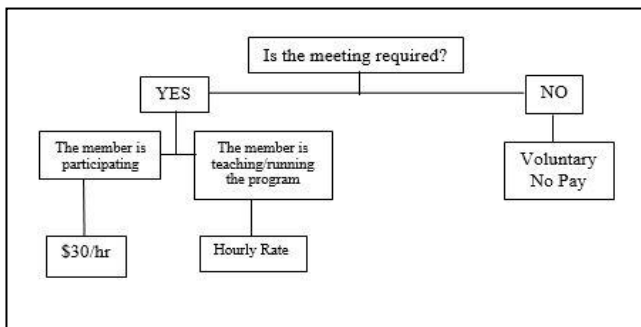 Is the meeting required?
YES
NO
The member is
participating
The member is
teaching/running
the program
Voluntary
No Pay
$30/hr
Hourly Rate